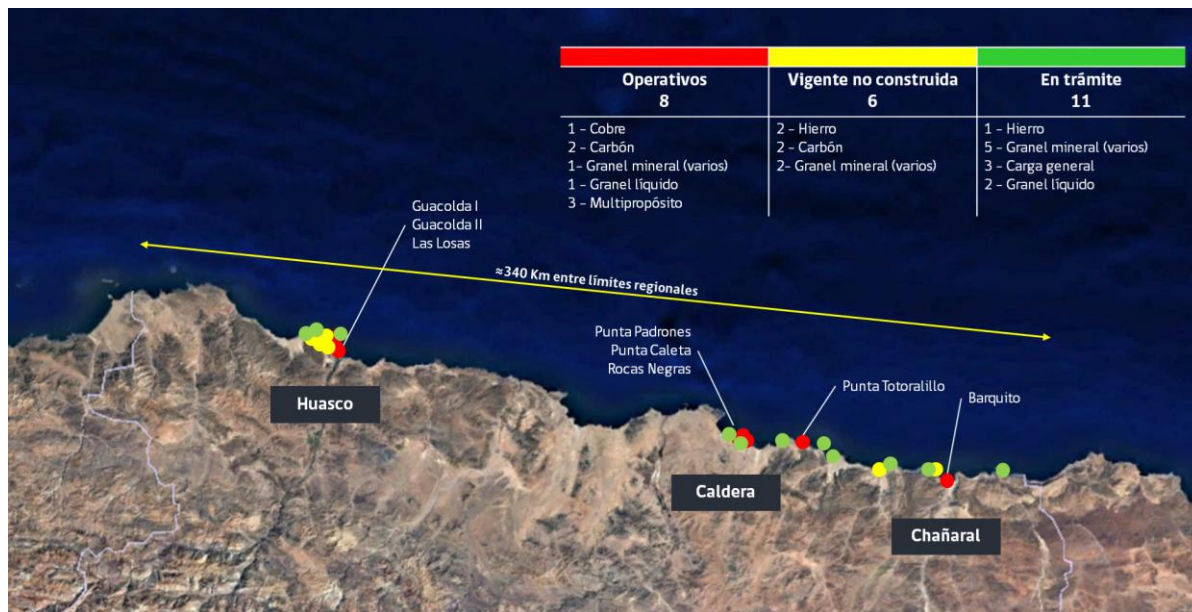 Operativos
8
Vigente no construida
6
En trámite
11
1 – Cobre
2 – Carbón
1– Granel mineral (varios)
1 – Granel líquido
3 – Multipropósito
2 – Hierro
2 – Carbón
2– Granel mineral (varios)
1 – Hierro
5 – Granel mineral (varios)
3 – Carga general
2 – Granel líquido
Guacolda I
Guacolda II
Las Losas
≈340 Km entre límites regionales
Punta Padrones
Punta Caleta
Rocas Negras
Punta Totoralillo
Barquito
Huasco
Caldera
Chañaral